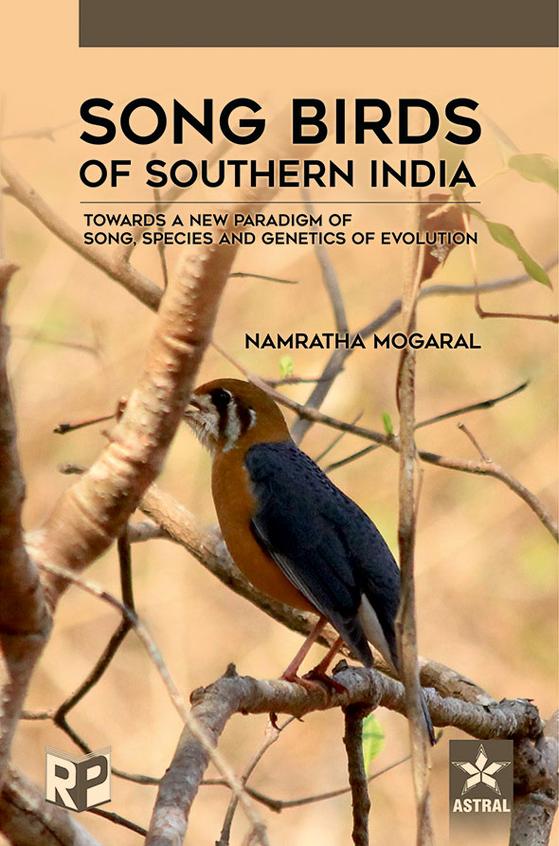 SONG BIRDS
OF SOUTHERN INDIA
TOWARDS A NEW PARADIGM OF
SONG, SPECIES AND GENETICS OF EVOLUTION
NAMRATHA MOGARAL
RP
ASTRAL